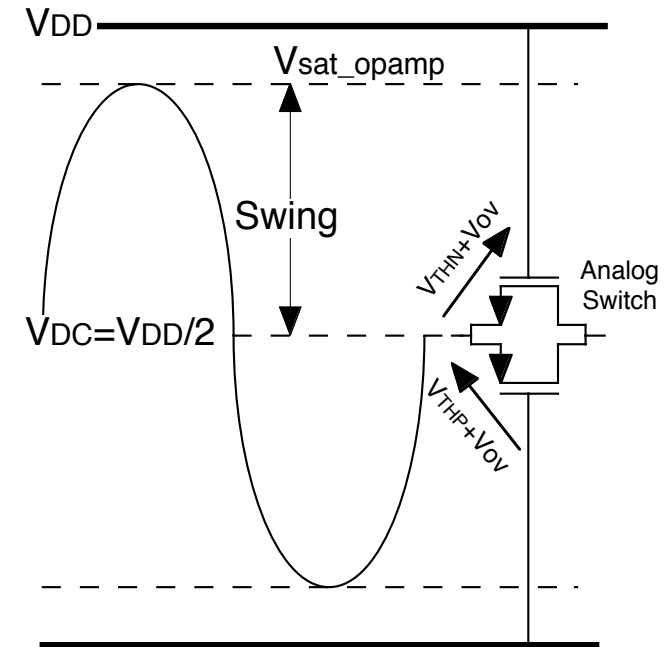 VDD
Vsat_opamp
Swing
VTHN+Vov
Analog
Switch
VDC=VDD/2
VTHP+Vov